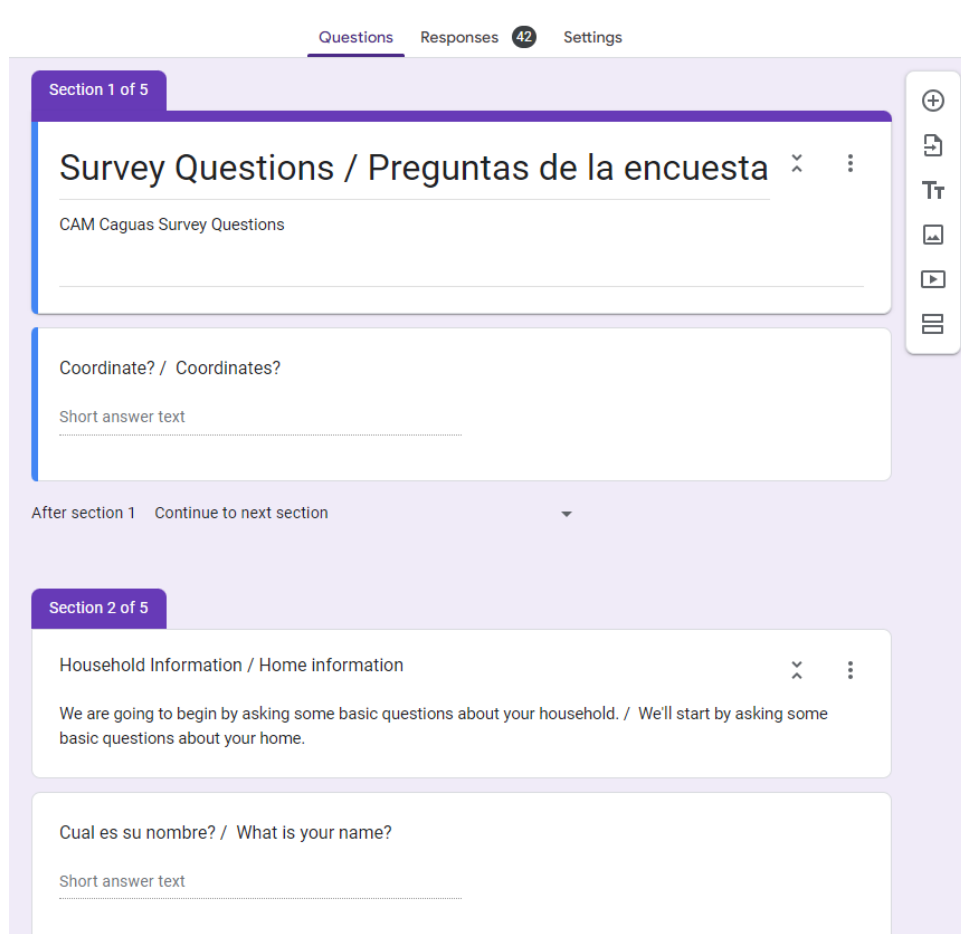 Questions Responses 42 Settings
Section 1 of 5
Survey Questions / Preguntas de la encuesta
CAM Caguas Survey Questions
Coordinate? / Coordinates?
Short answer text
After section 1 Continue to next section
Section 2 of 5
Household Information / Home information
We are going to begin by asking some basic questions about your household. / We'll start by asking some
basic questions about your home.
Cual es su nombre? / What is your name?
Short answer text